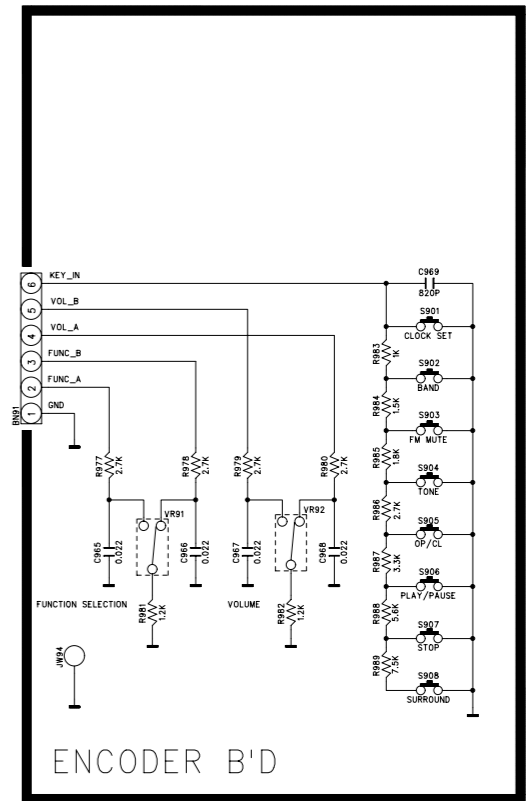 6 KEY_IN
5 VOL_B
4 VOL_A
3 FUNC_B
2 FUNC_A
1 GND
BN91
C969
820P
S901
CLOCK SET
R983 1K
S902
BAND
R984 1.5K
S903
FM MUTE
R985 1.8K
S904
TONE
R986 2.7K
S905
OP/CL
R987 3.3K
S906
PLAY/PAUSE
R988 5.6K
S907
STOP
R989 7.5K
S908
SURROUND
R977 2.7K
R978 2.7K
R979 2.7K
R980 2.7K
VR91
VR92
C965 0.022
C966 0.022
C967 0.022
C968 0.022
FUNCTION SELECTION
R981 1.2K
VOLUME
R982 1.2K
JW94
ENCODER B'D